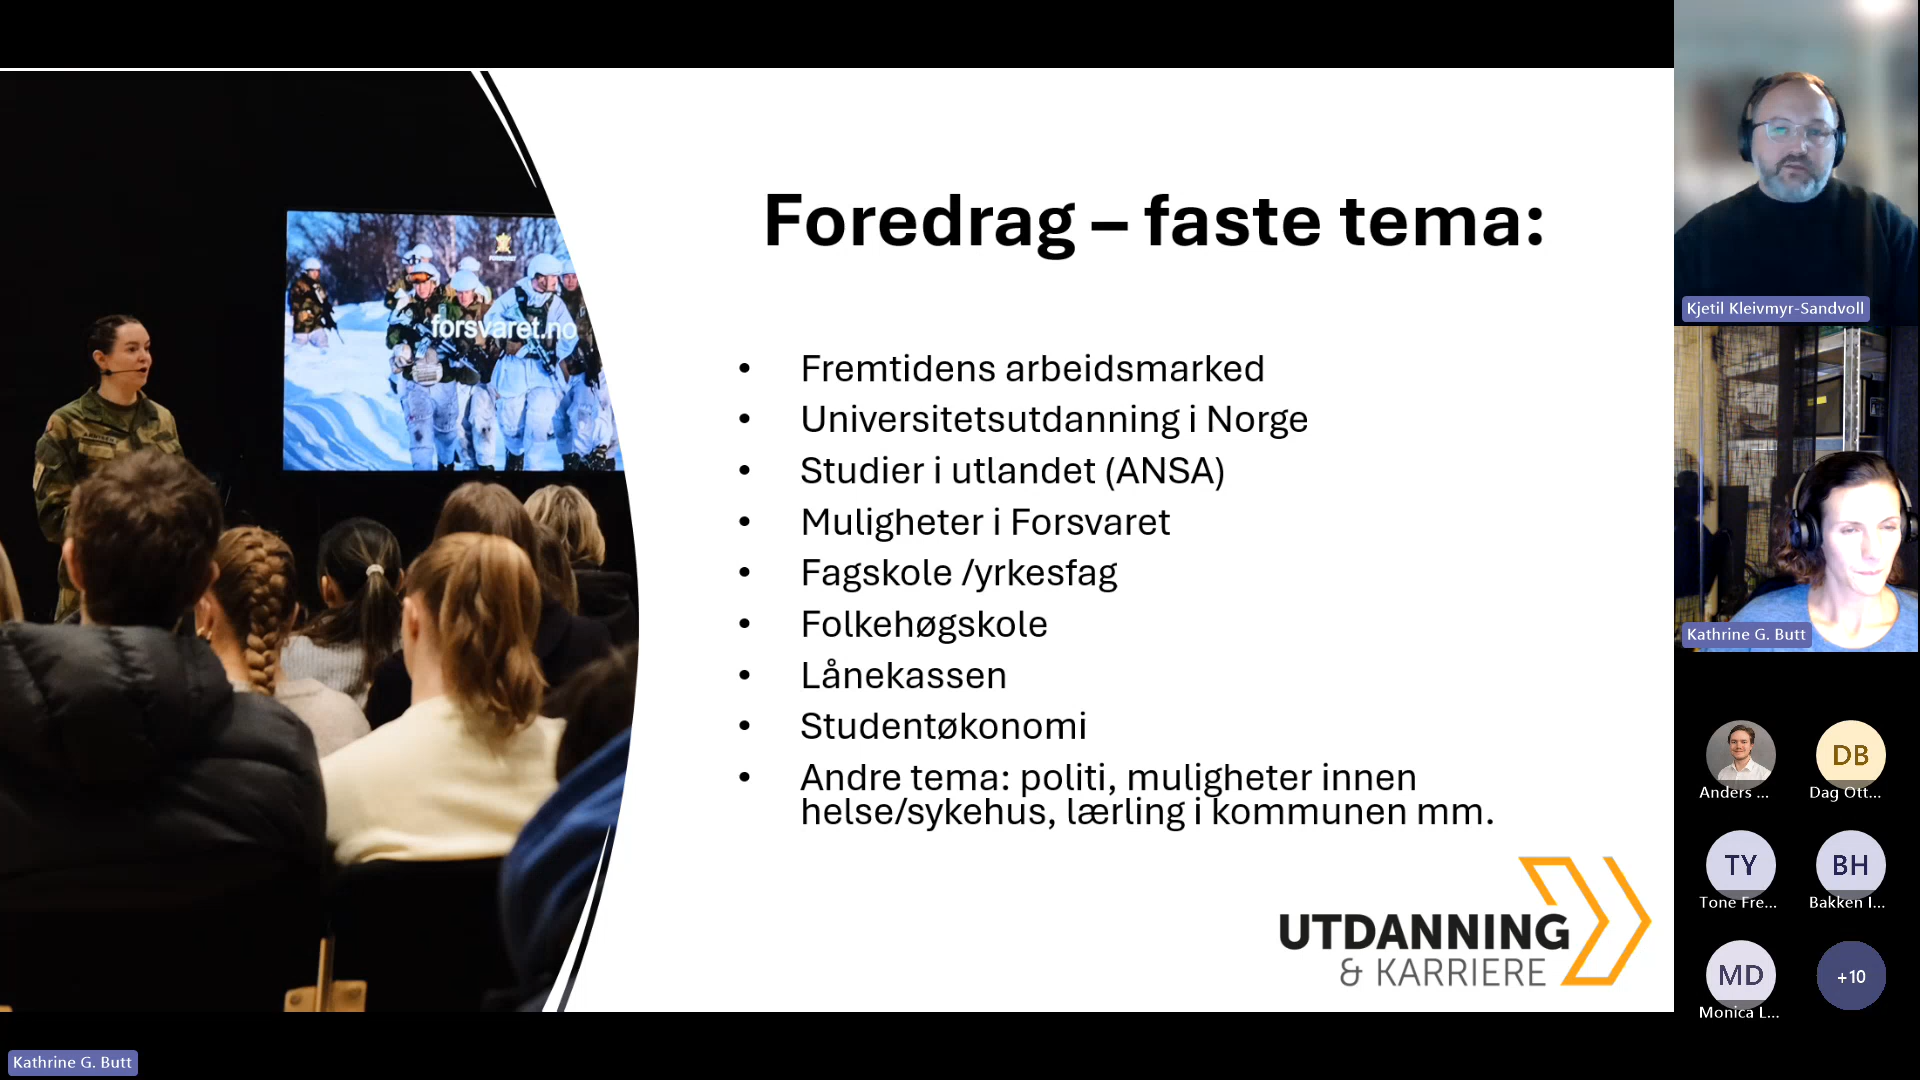 Foredrag – faste tema:
• Fremtidens arbeidsmarked
• Universitetsutdanning i Norge
• Studier i utlandet (ANSA)
• Muligheter i Forsvaret
• Fagskole /yrkesfag
• Folkehøgskole
• Lånekassen
• Studentøkonomi
• Andre tema: politi, muligheter innen
helse/sykehus, lærling i kommunen mm.
UTDANNING
& KARRIERE
FORSVARET
forsvaret.no
Kjetil Kleivmyr-Sandvoll
Kathrine G. Butt
Anders ...
DB
Dag Ott...
TY
Tone Fre...
BH
Bakken I...
MD
Monica L...
+10
Kathrine G. Butt